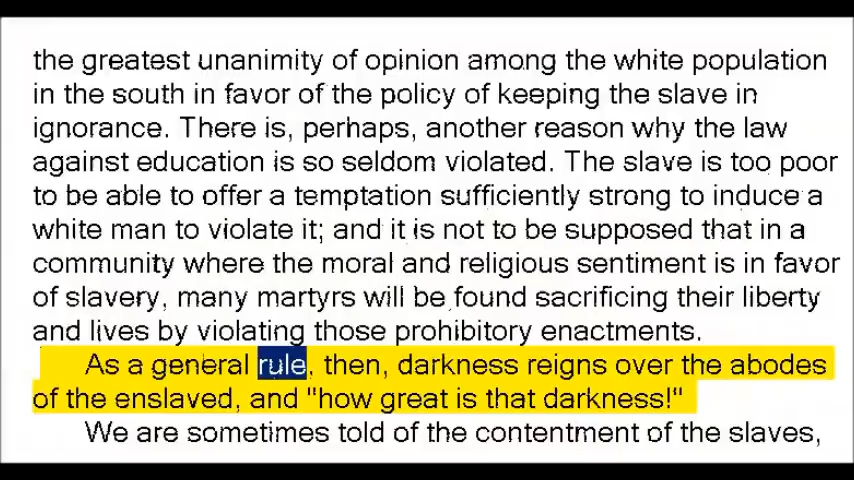 the greatest unanimity of opinion among the white population
in the south in favor of the policy of keeping the slave in
ignorance. There is, perhaps, another reason why the law
against education is so seldom violated. The slave is too poor
to be able to offer a temptation sufficiently strong to induce a
white man to violate it; and it is not to be supposed that in a
community where the moral and religious sentiment is in favor
of slavery, many martyrs will be found sacrificing their liberty
and lives by violating those prohibitory enactments.
As a general rule, then, darkness reigns over the abodes
of the enslaved, and "how great is that darkness!"
We are sometimes told of the contentment of the slaves,